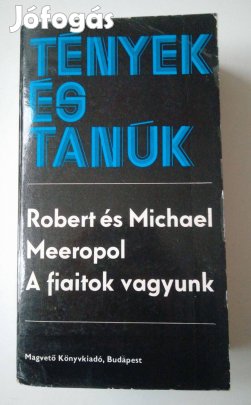 Jófogás
TÉNYEK
ÉS
TANÚK
Robert és Michael
Meeropol
A fiaitok vagyunk
Magvető Könyvkiadó, Budapest